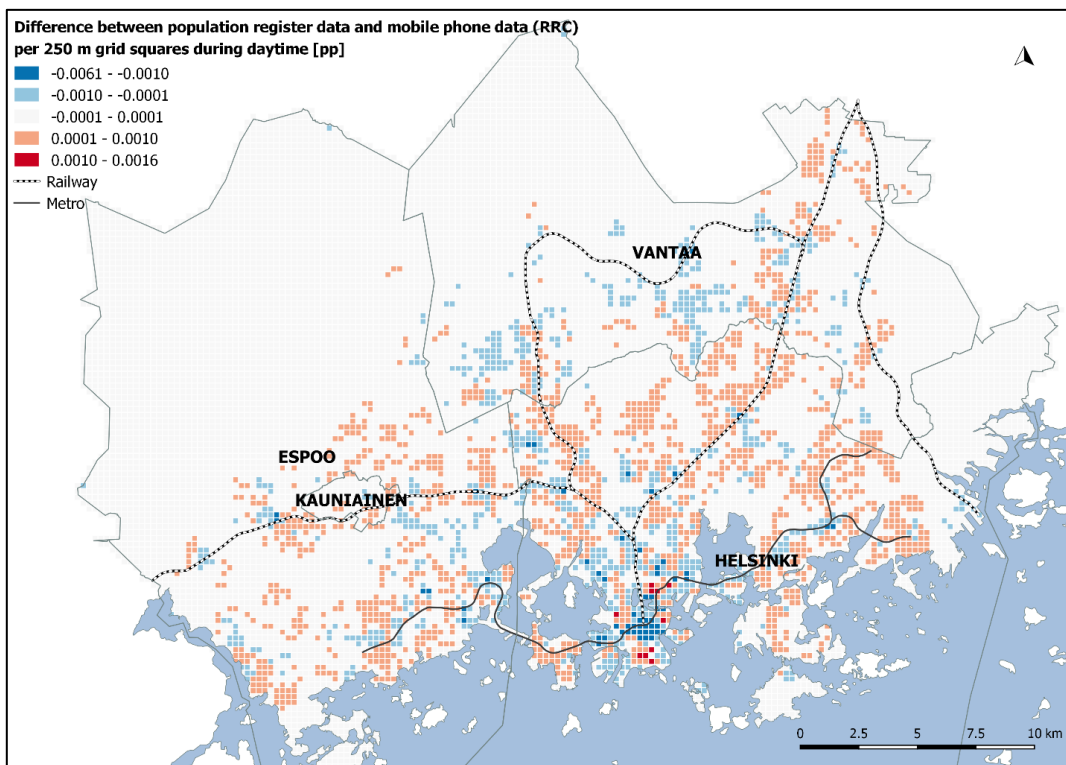 Difference between population register data and mobile phone data (RRC)
per 250 m grid squares during daytime [pp]
-0.0061 - -0.0010
-0.0010 - -0.0001
-0.0001 - 0.0001
0.0001 - 0.0010
0.0010 - 0.0016
Railway
Metro
VANTAA
ESPOO
KAUNIAINEN
HELSINKI
0 2.5 5 7.5 10 km